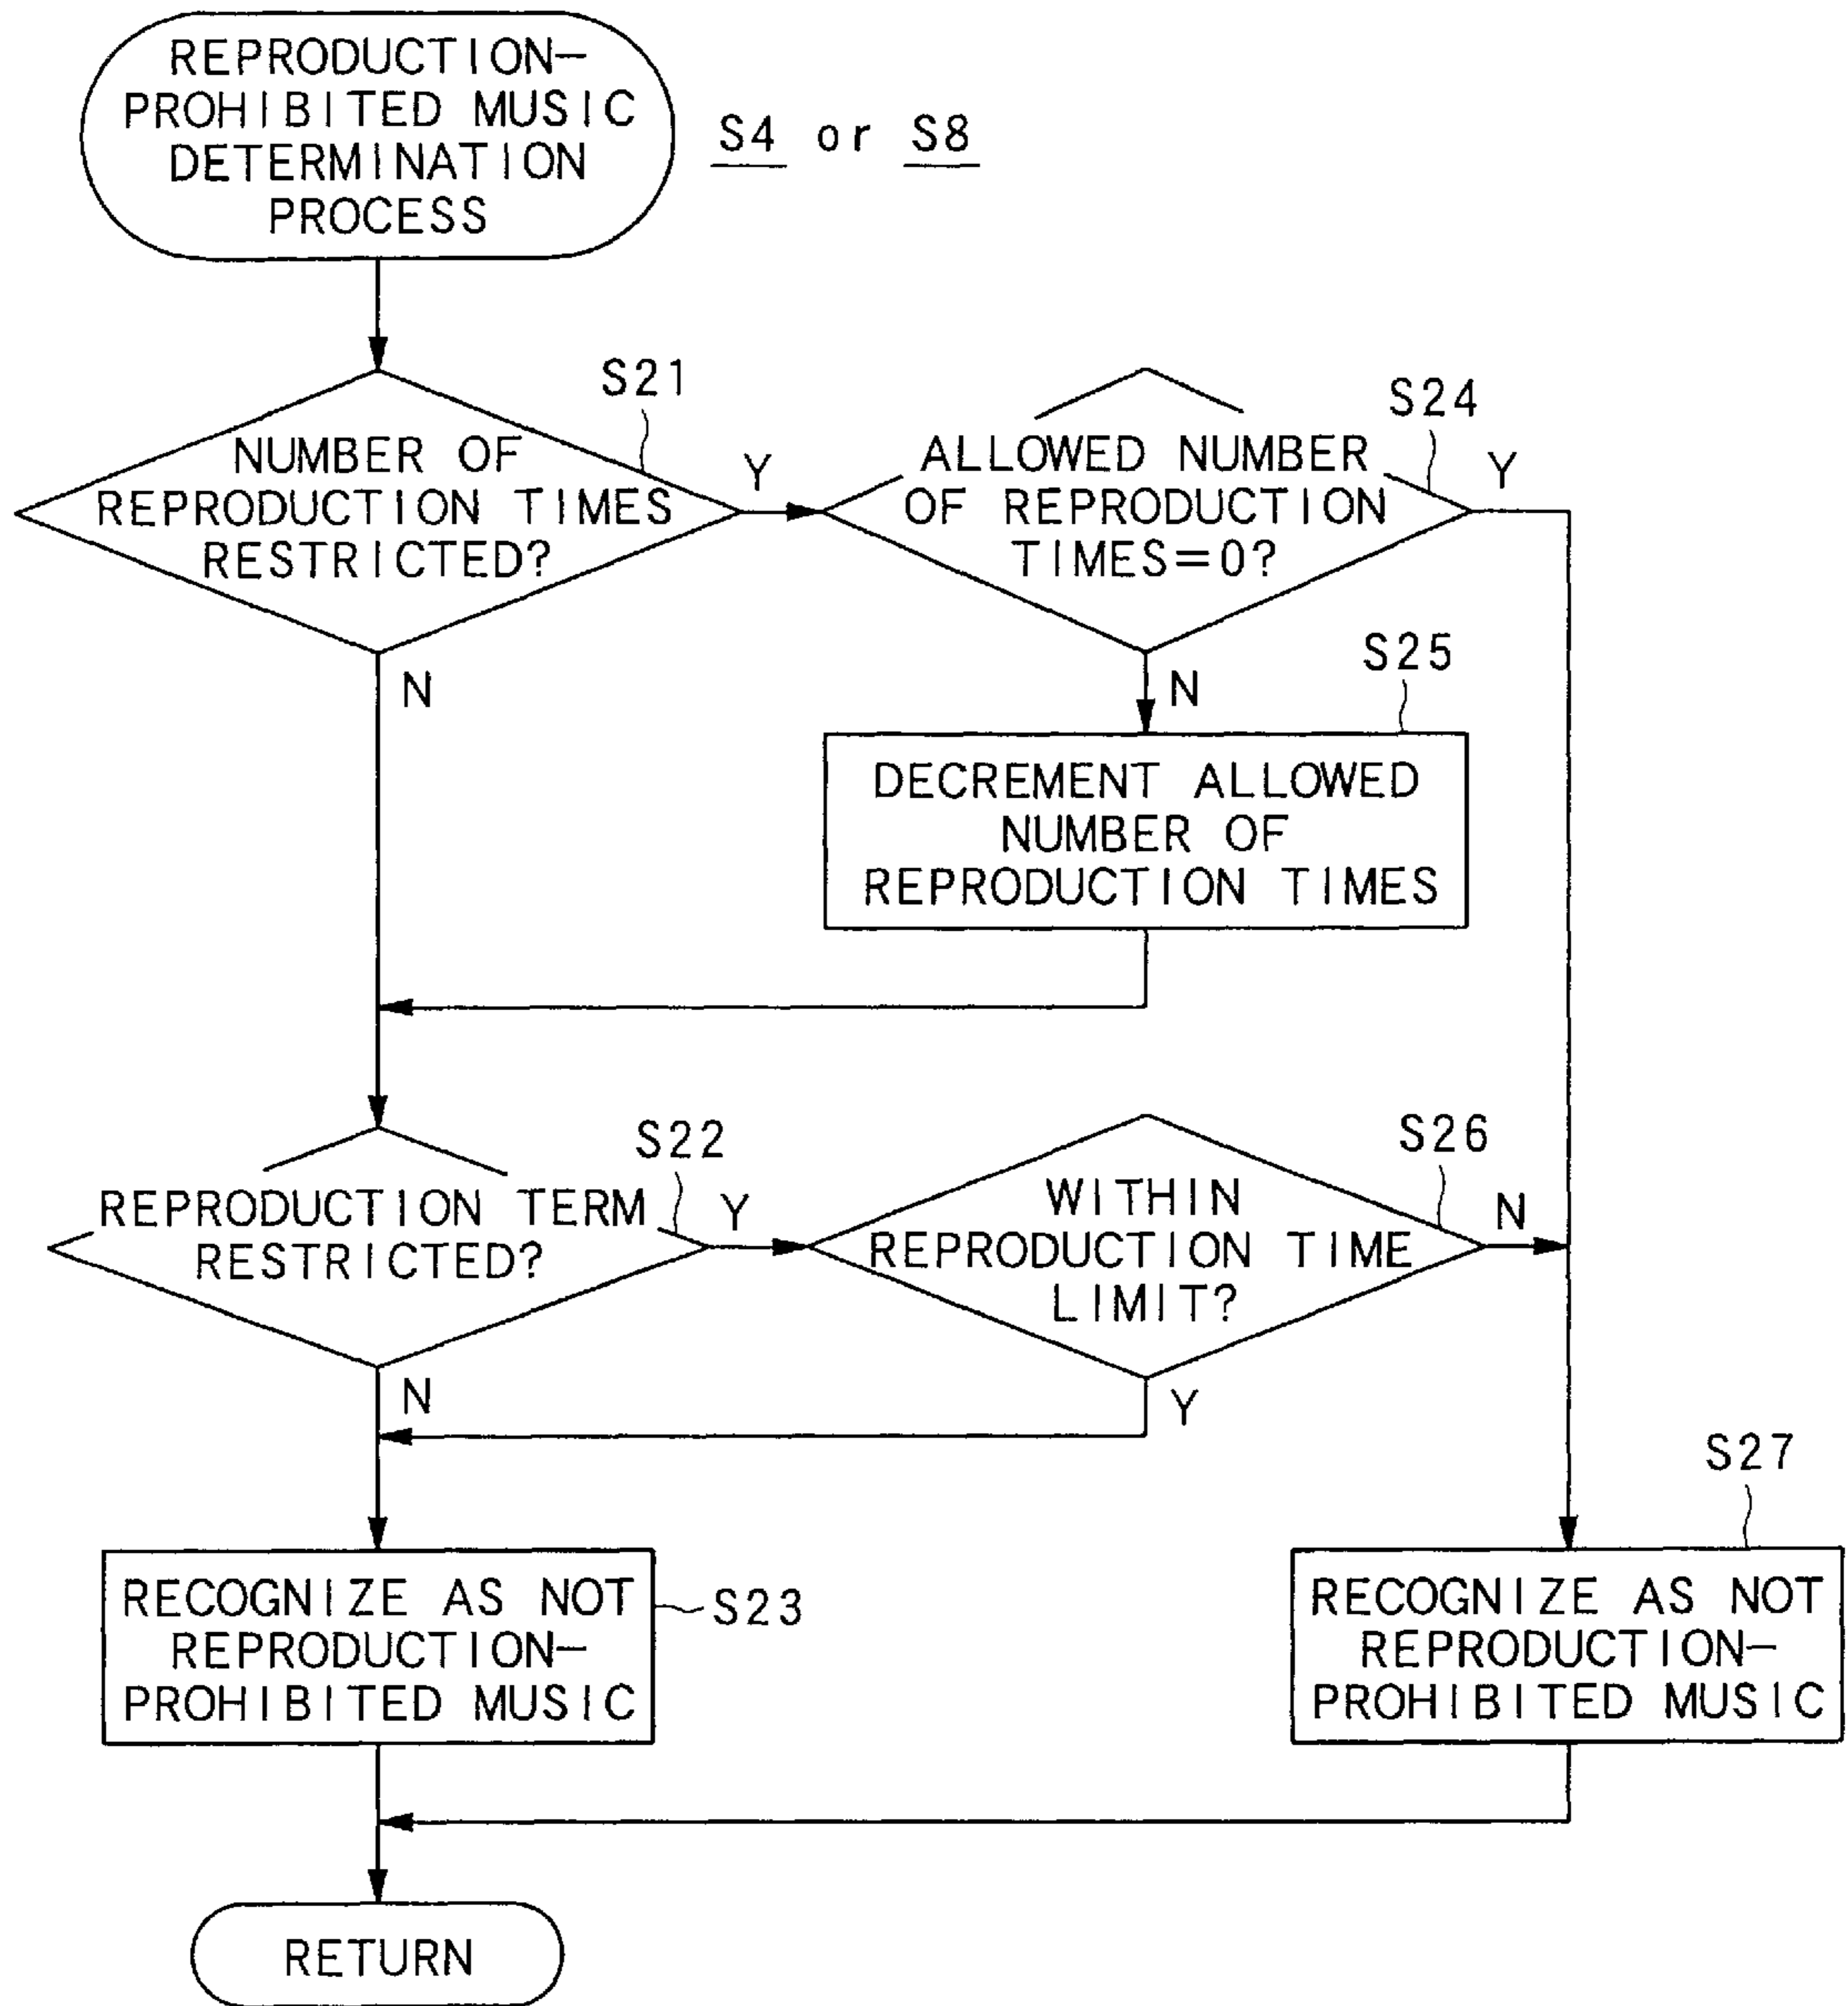 REPRODUCTION-
PROHIBITED MUSIC
DETERMINATION
PROCESS
S4 or S8
S21
NUMBER OF
REPRODUCTION TIMES
RESTRICTED?
Y
N
S24
ALLOWED NUMBER
OF REPRODUCTION
TIMES=0?
Y
N
S25
DECREMENT ALLOWED
NUMBER OF
REPRODUCTION TIMES
S22
REPRODUCTION TERM
RESTRICTED?
Y
N
S26
WITHIN
REPRODUCTION TIME
LIMIT?
N
Y
RECOGNIZE AS NOT
REPRODUCTION-
PROHIBITED MUSIC
S23
S27
RECOGNIZE AS NOT
REPRODUCTION-
PROHIBITED MUSIC
RETURN